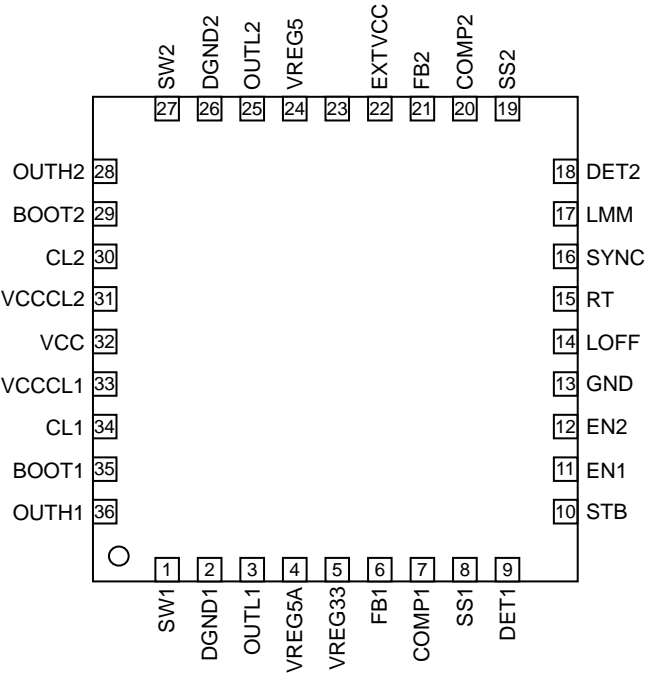 SW2 DGND2 OUTL2 VREG5 EXTVCC FB2 COMP2 SS2
27 26 25 24 23 22 21 20 19
OUTH2 28 18 DET2
BOOT2 29 17 LMM
CL2 30 16 SYNC
VCCCL2 31 15 RT
VCC 32 14 LOFF
VCCCL1 33 13 GND
CL1 34 12 EN2
BOOT1 35 11 EN1
OUTH1 36 10 STB
1 2 3 4 5 6 7 8 9
SW1 DGND1 OUTL1 VREG5A VREG33 FB1 COMP1 SS1 DET1